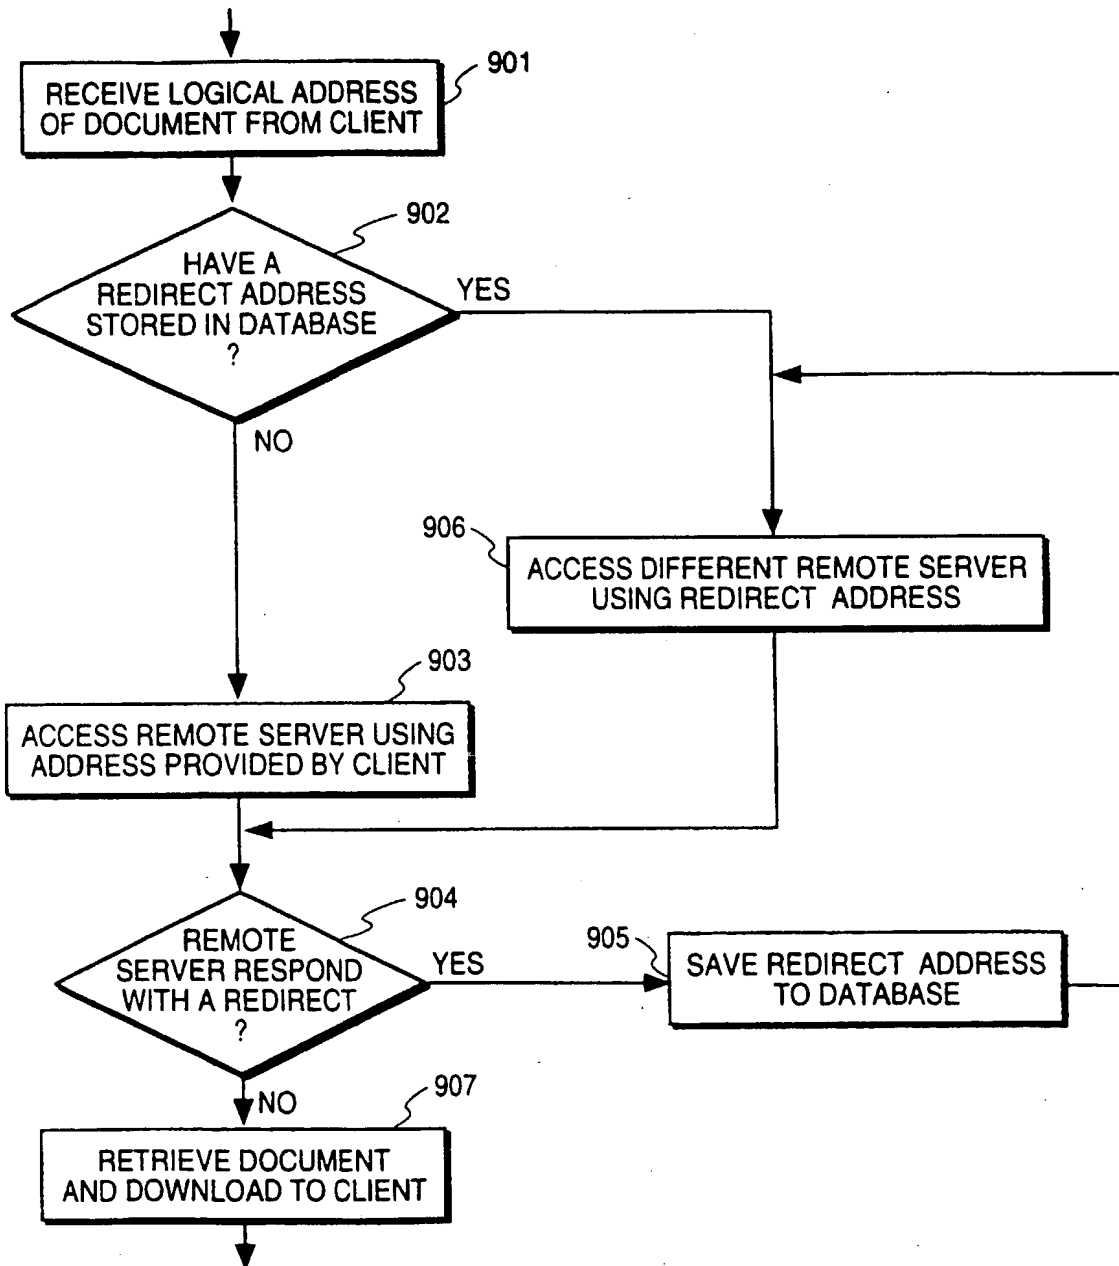 901
RECEIVE LOGICAL ADDRESS
OF DOCUMENT FROM CLIENT
902
HAVE A
REDIRECT ADDRESS
STORED IN DATABASE
?
YES
NO
906
ACCESS DIFFERENT REMOTE SERVER
USING REDIRECT ADDRESS
903
ACCESS REMOTE SERVER USING
ADDRESS PROVIDED BY CLIENT
904
REMOTE
SERVER RESPOND
WITH A REDIRECT
?
YES
905
SAVE REDIRECT ADDRESS
TO DATABASE
NO
907
RETRIEVE DOCUMENT
AND DOWNLOAD TO CLIENT